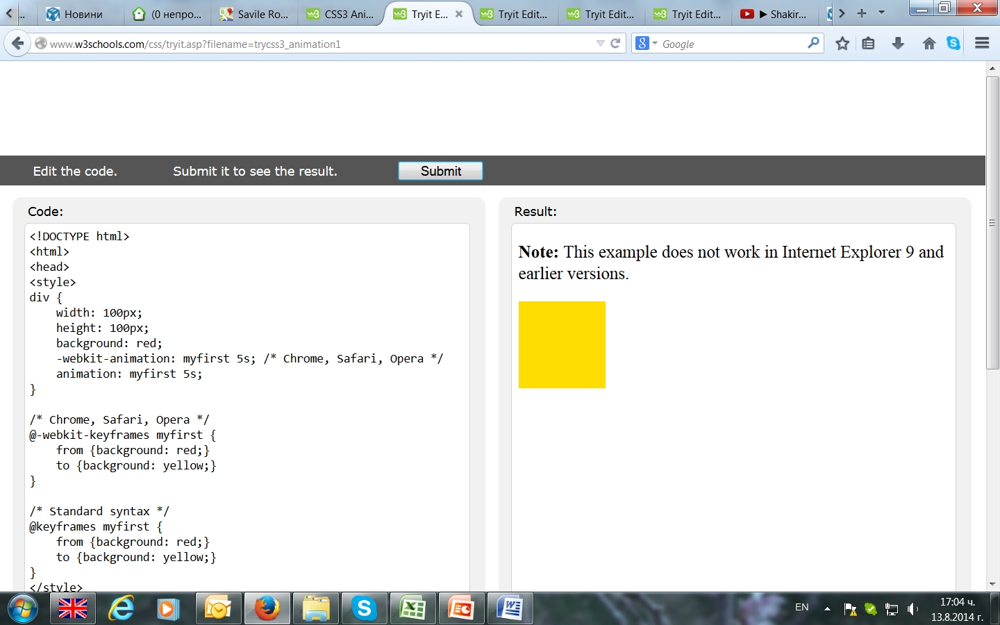 ... Новини (0 непро... Savile Ro... CSS3 Ani... Tryit E... Tryit Edit... Tryit Edit... Tryit Edit... ▶ Shakir...
www.w3schools.com/css/tryit.asp?filename=trycss3_animation1 Google
Edit the code. Submit it to see the result. Submit
Code:
<!DOCTYPE html>
<html>
<head>
<style>
div {
    width: 100px;
    height: 100px;
    background: red;
    -webkit-animation: myfirst 5s; /* Chrome, Safari, Opera */
    animation: myfirst 5s;
}

/* Chrome, Safari, Opera */
@-webkit-keyframes myfirst {
    from {background: red;}
    to {background: yellow;}
}

/* Standard syntax */
@keyframes myfirst {
    from {background: red;}
    to {background: yellow;}
}
</style>
Result:
Note: This example does not work in Internet Explorer 9 and
earlier versions.
EN
17:04 ч.
13.8.2014 г.